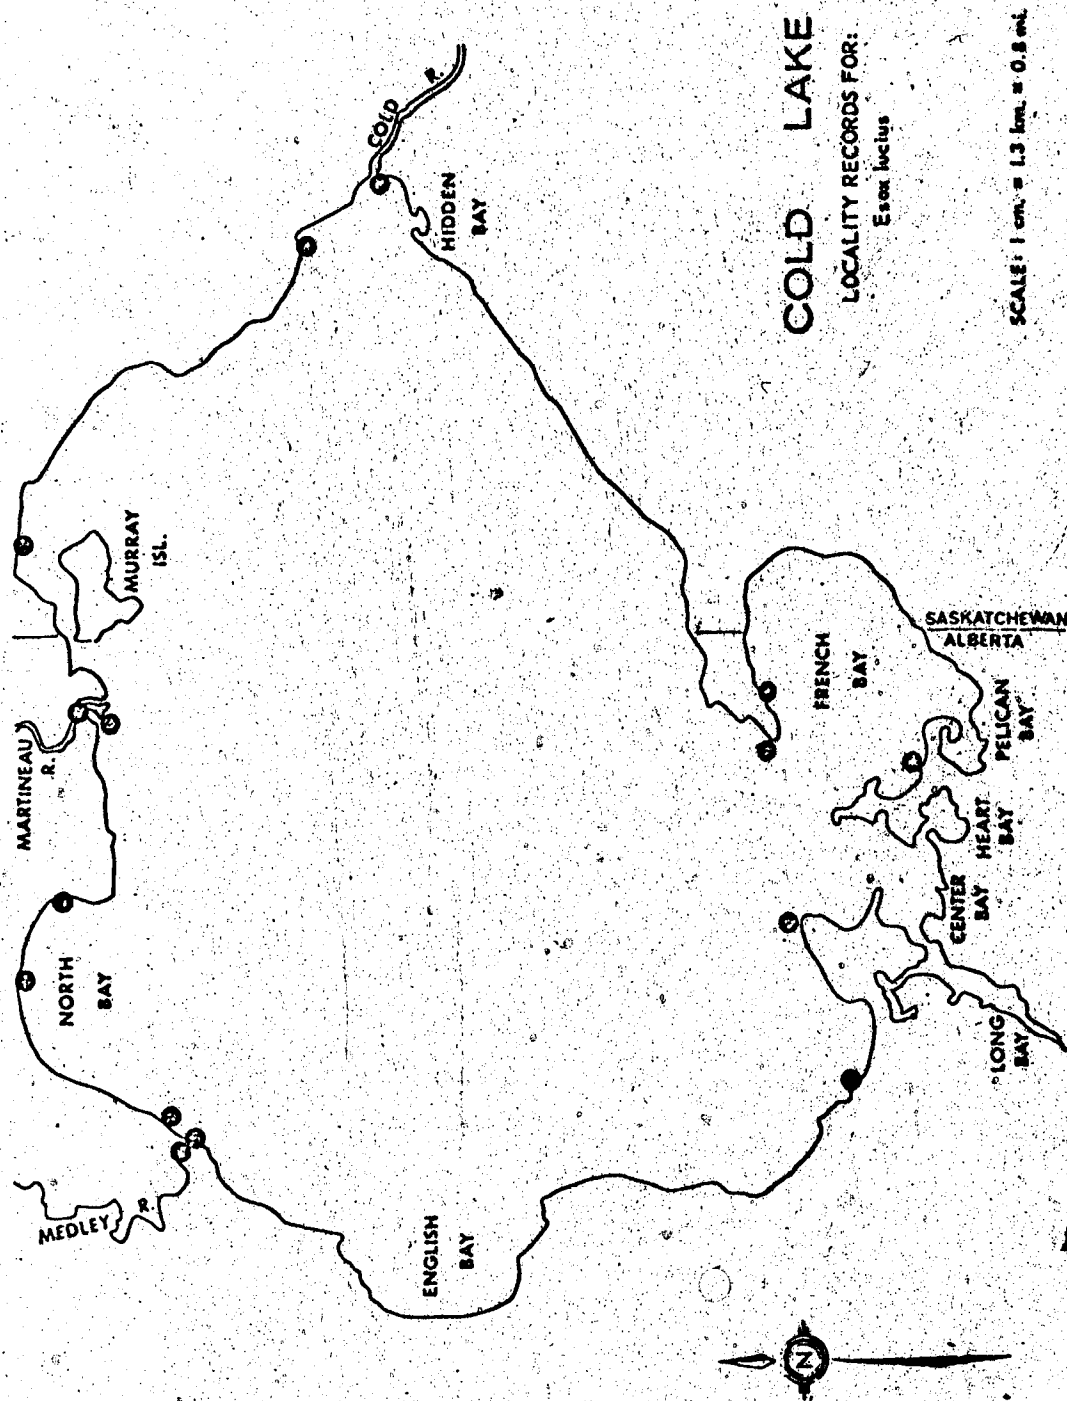 COLD LAKE
LOCALITY RECORDS FOR:
Esox lucius
SCALE: 1 cm. = 1.3 km. = 0.8 mi.
COLD R.
HIDDEN
BAY
MURRAY
ISL.
MARTINEAU
R.
NORTH
BAY
MEDLEY R.
ENGLISH
BAY
FRENCH
BAY
SASKATCHEWAN
ALBERTA
PELICAN
BAY
HEART
BAY
CENTER
BAY
LONG
BAY
N